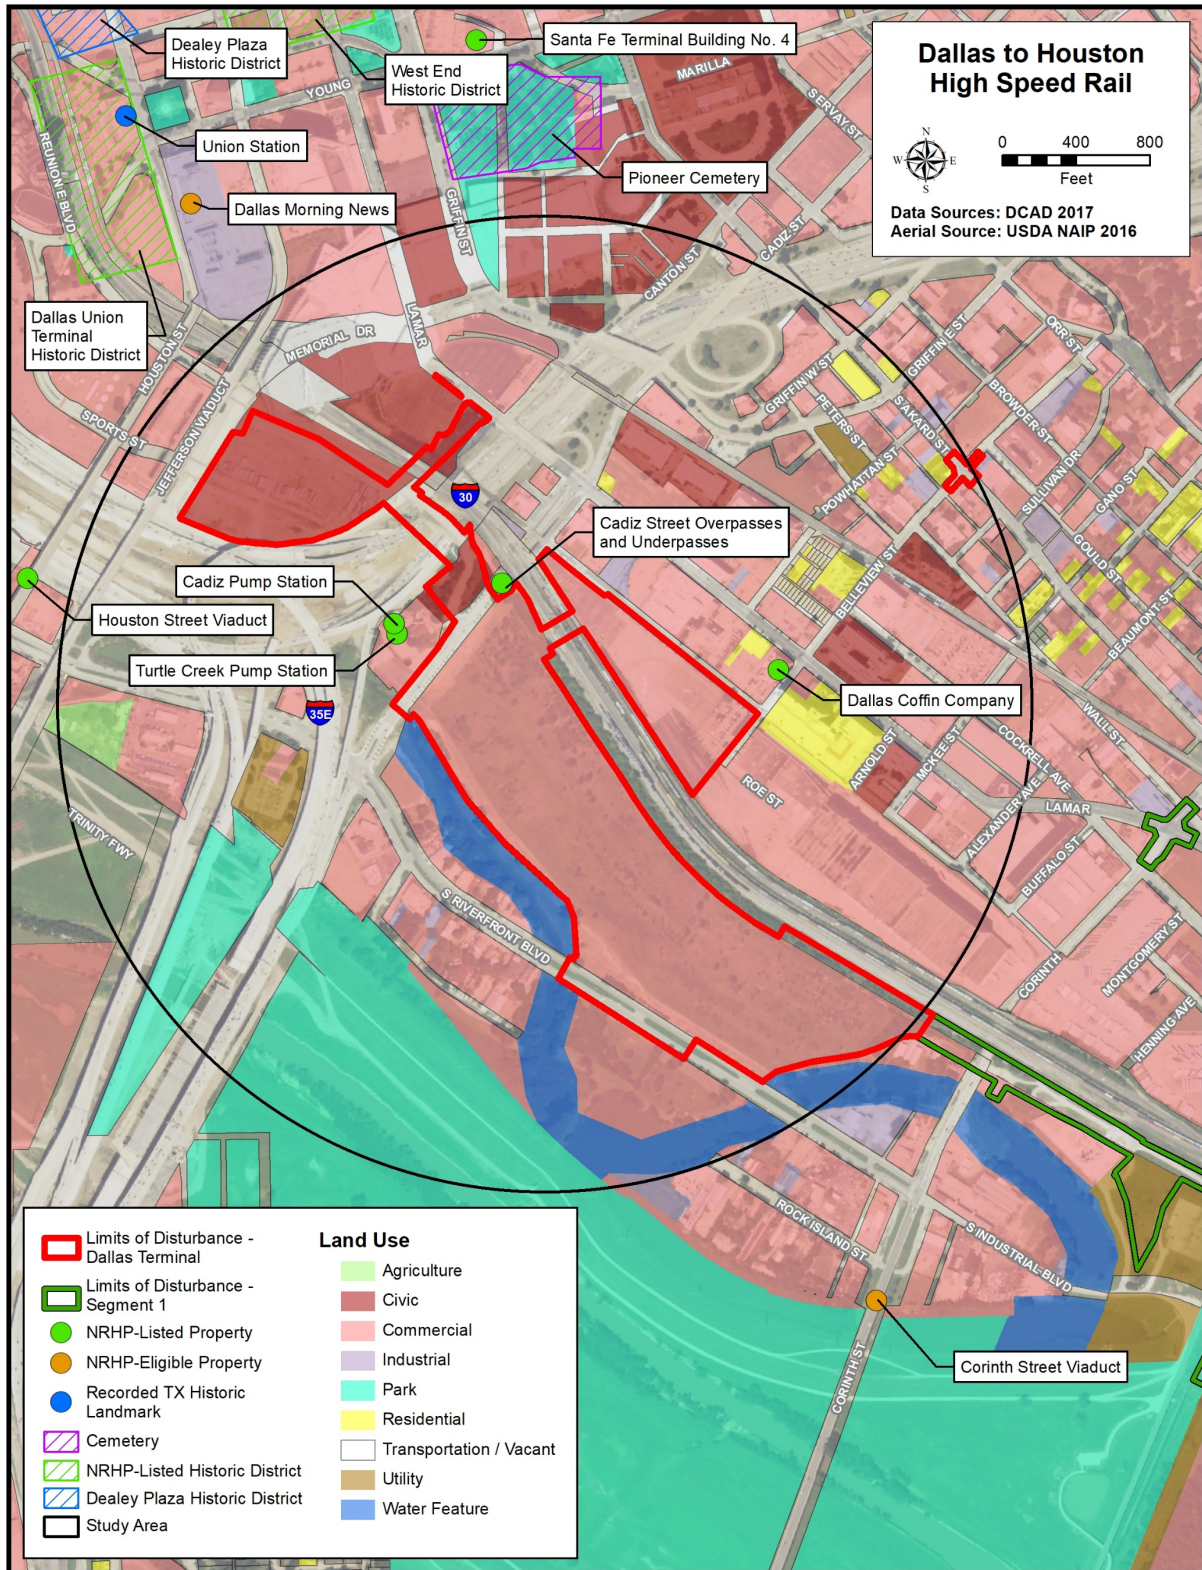 Dealey Plaza
Historic District
Santa Fe Terminal Building No. 4
West End
Historic District
MARILLA
YOUNG
SERVAY ST
Union Station
REUNION E BLVD
Pioneer Cemetery
Dallas Morning News
GRIFFIN ST
CADIZ ST
CANTON ST
Dallas to Houston
High Speed Rail
N
W
E
S
0 400 800
Feet
Data Sources: DCAD 2017
Aerial Source: USDA NAIP 2016
Dallas Union
Terminal
Historic District
HOUSTON ST
LAMAR
MEMORIAL DR
JEFFERSON VIADUCT
SPORTS ST
ORR ST
GRIFFIN E ST
GRIFFIN W ST
BROWDER ST
PETERS ST
S AKARD ST
POWHATTAN ST
SULLIVAN DR
GANO ST
30
Cadiz Street Overpasses
and Underpasses
GOULD ST
BELLEVIEW ST
BEAUMONT ST
Cadiz Pump Station
Houston Street Viaduct
Turtle Creek Pump Station
Dallas Coffin Company
35E
WALL ST
ARNOLD ST
MCKEE ST
COCKRELL AVE
ROE ST
LAMAR
ALEXANDER AVE
TRINITY FWY
BUFFALO ST
S RIVERFRONT BLVD
CORINTH
MONTGOMERY ST
HENNING AVE
ROCK ISLAND ST
S INDUSTRIAL BLVD
Corinth Street Viaduct
CORINTH ST
Limits of Disturbance -
Dallas Terminal
Limits of Disturbance -
Segment 1
NRHP-Listed Property
NRHP-Eligible Property
Recorded TX Historic
Landmark
Cemetery
NRHP-Listed Historic District
Dealey Plaza Historic District
Study Area
Land Use
Agriculture
Civic
Commercial
Industrial
Park
Residential
Transportation / Vacant
Utility
Water Feature